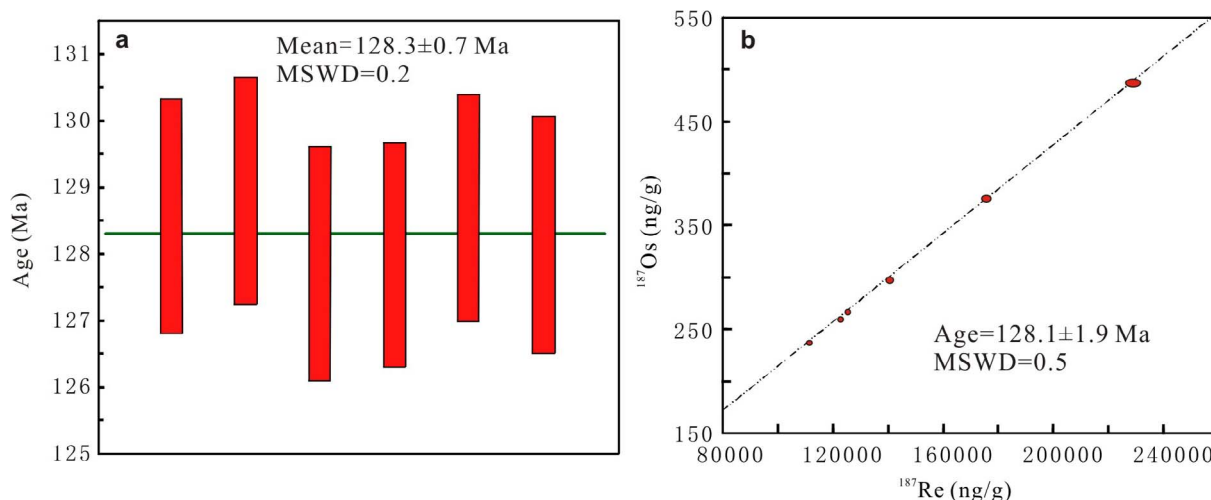 a
Mean=128.3±0.7 Ma
MSWD=0.2
131
130
129
128
127
126
125
Age (Ma)
b
550
450
350
250
150
187Os (ng/g)
Age=128.1±1.9 Ma
MSWD=0.5
80000 120000 160000 200000 240000
187Re (ng/g)